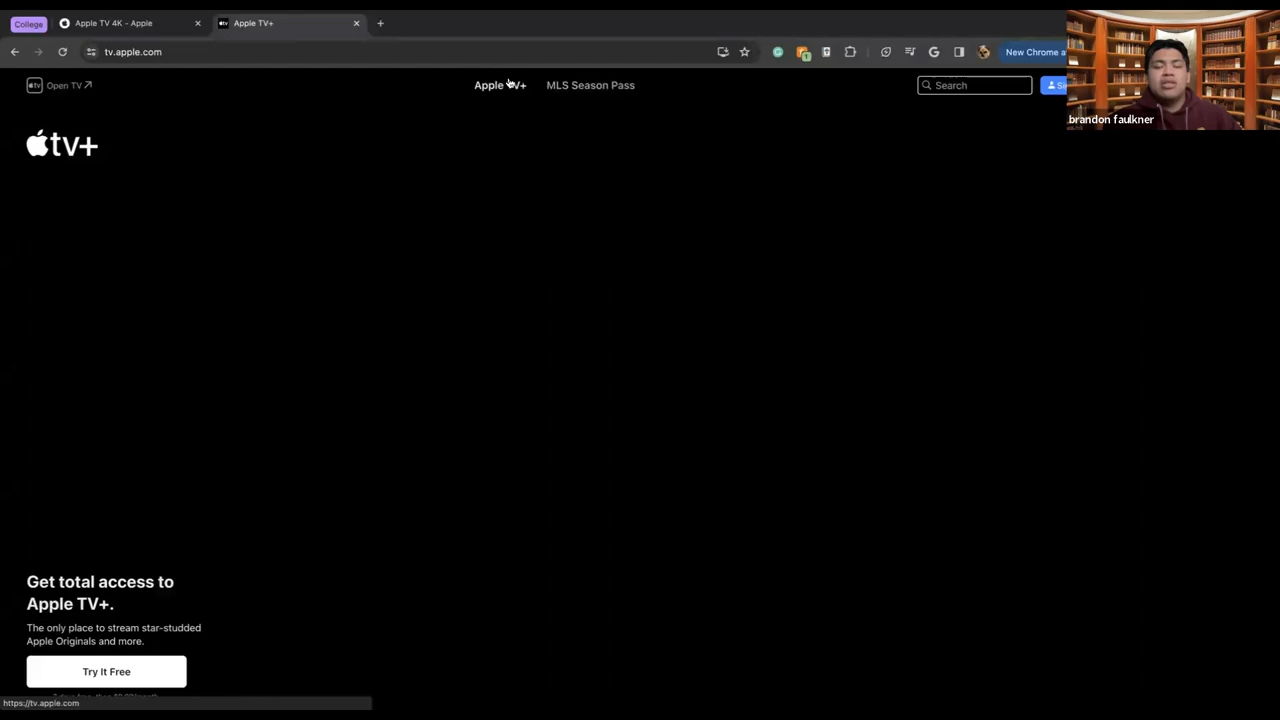 College
Apple TV 4K - Apple
Apple TV+
tv.apple.com
New Chrome a
Open TV
Apple TV+
MLS Season Pass
Search
brandon faulkner
tv+
Get total access to
Apple TV+.
The only place to stream star-studded
Apple Originals and more.
Try It Free
https://tv.apple.com